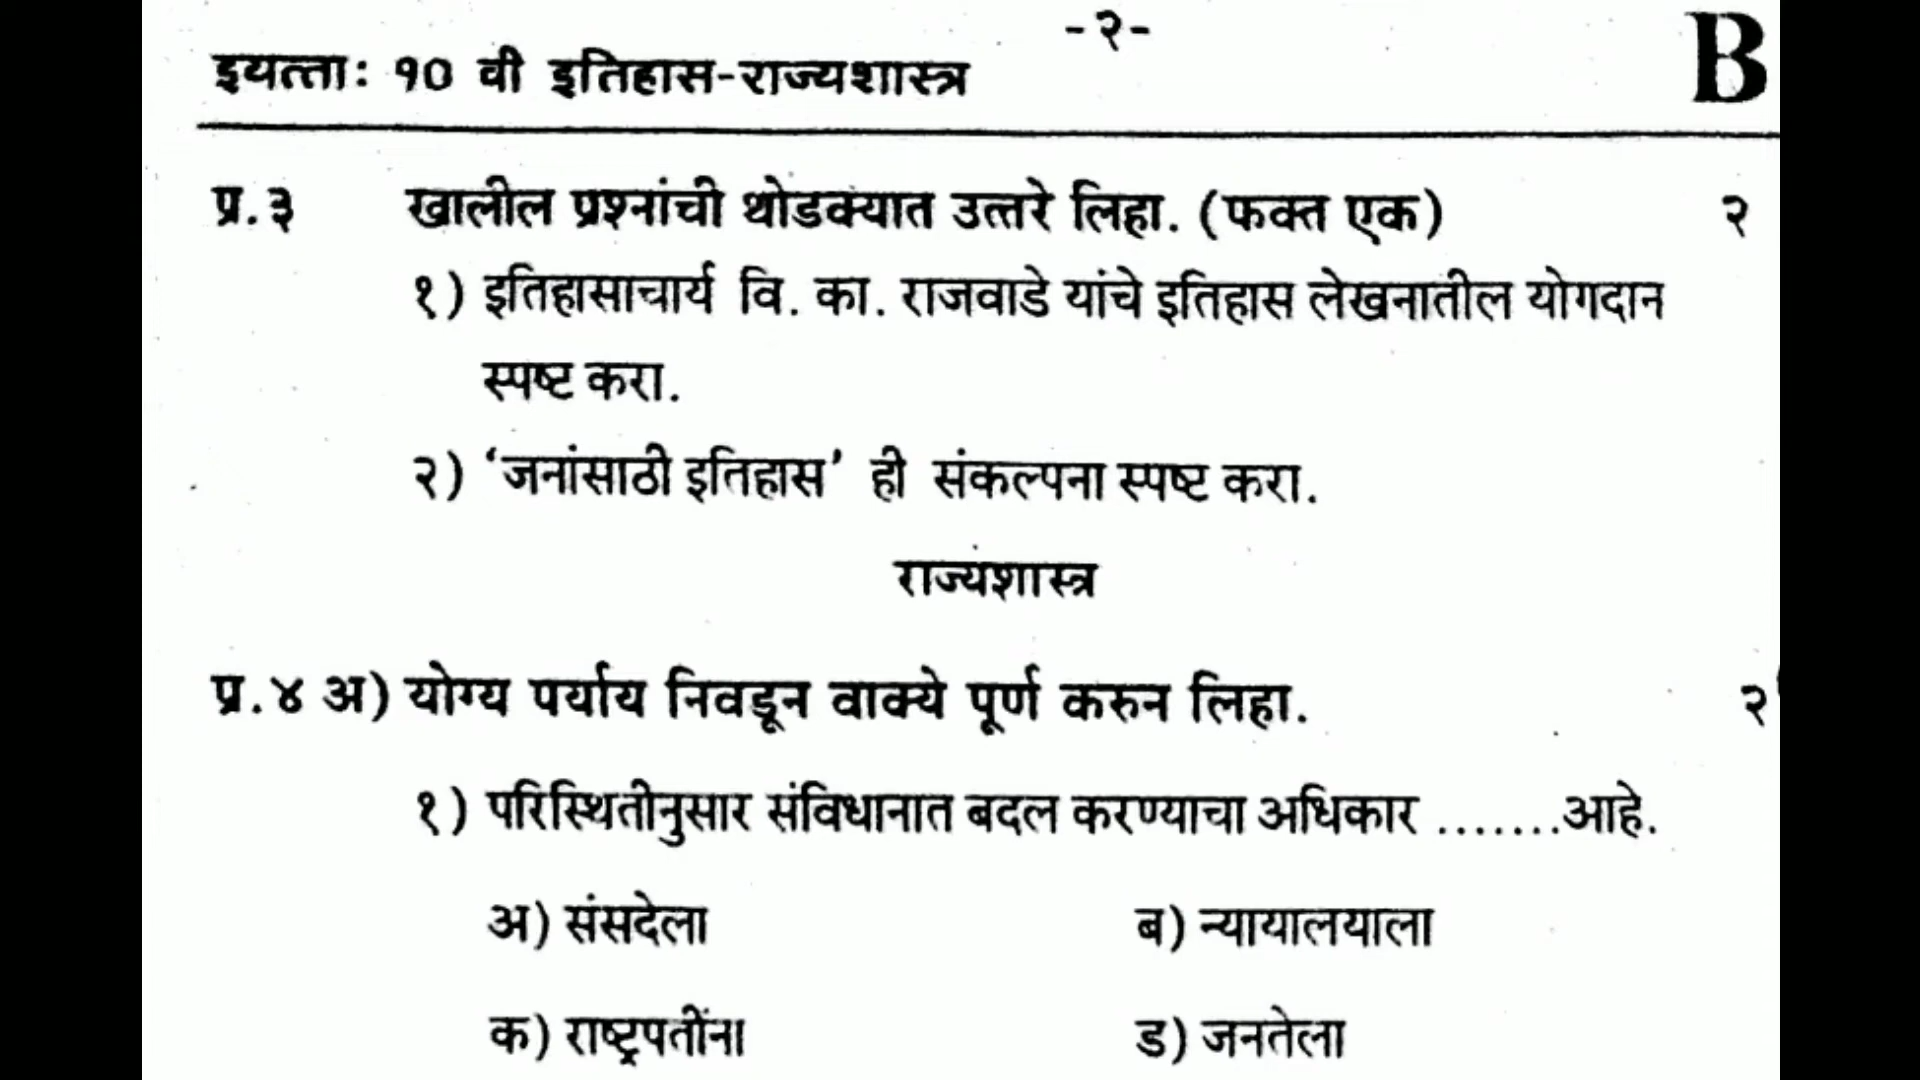 -२-
इयत्ताः १० वी इतिहास-राज्यशास्त्र B
प्र.३ खालील प्रश्नांची थोडक्यात उत्तरे लिहा. (फक्त एक) २
१) इतिहासाचार्य वि. का. राजवाडे यांचे इतिहास लेखनातील योगदान
स्पष्ट करा.
२) ‘जनांसाठी इतिहास’ ही संकल्पना स्पष्ट करा.
राज्यशास्त्र
प्र.४ अ) योग्य पर्याय निवडून वाक्ये पूर्ण करुन लिहा. २
१) परिस्थितीनुसार संविधानात बदल करण्याचा अधिकार .......आहे.
अ) संसदेला ब) न्यायालयाला
क) राष्ट्रपतींना ड) जनतेला